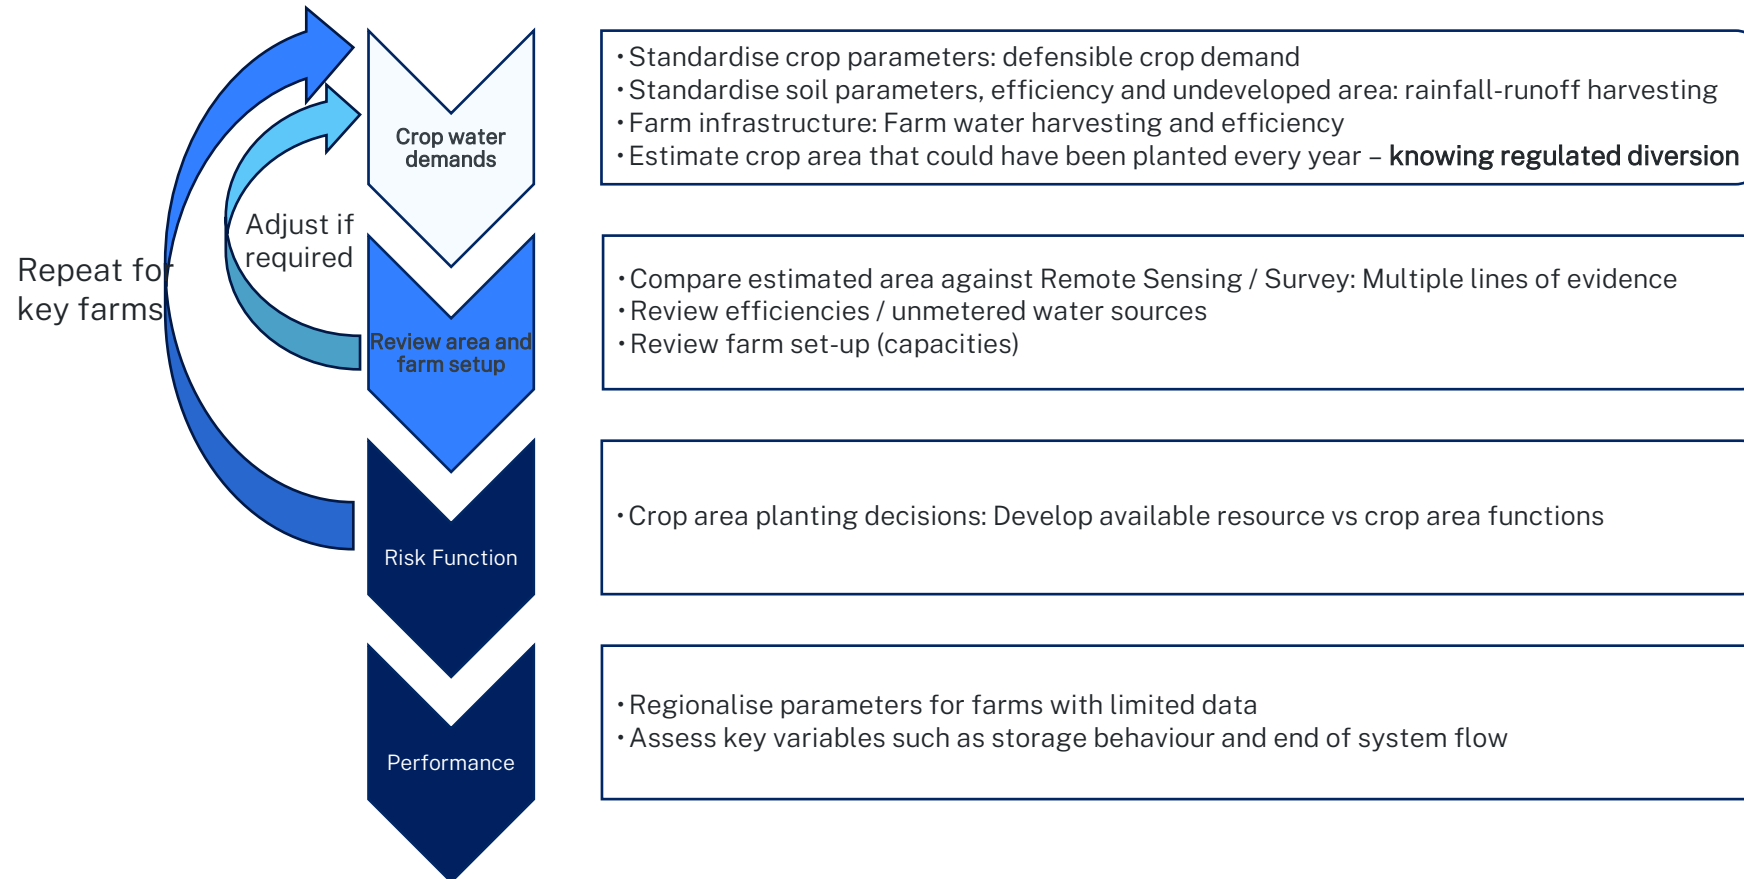 Crop water
demands
• Standardise crop parameters: defensible crop demand
• Standardise soil parameters, efficiency and undeveloped area: rainfall-runoff harvesting
• Farm infrastructure: Farm water harvesting and efficiency
• Estimate crop area that could have been planted every year – knowing regulated diversion
Adjust if
required
Repeat for
key farms
Review area and
farm setup
• Compare estimated area against Remote Sensing / Survey: Multiple lines of evidence
• Review efficiencies / unmetered water sources
• Review farm set-up (capacities)
Risk Function
• Crop area planting decisions: Develop available resource vs crop area functions
Performance
• Regionalise parameters for farms with limited data
• Assess key variables such as storage behaviour and end of system flow